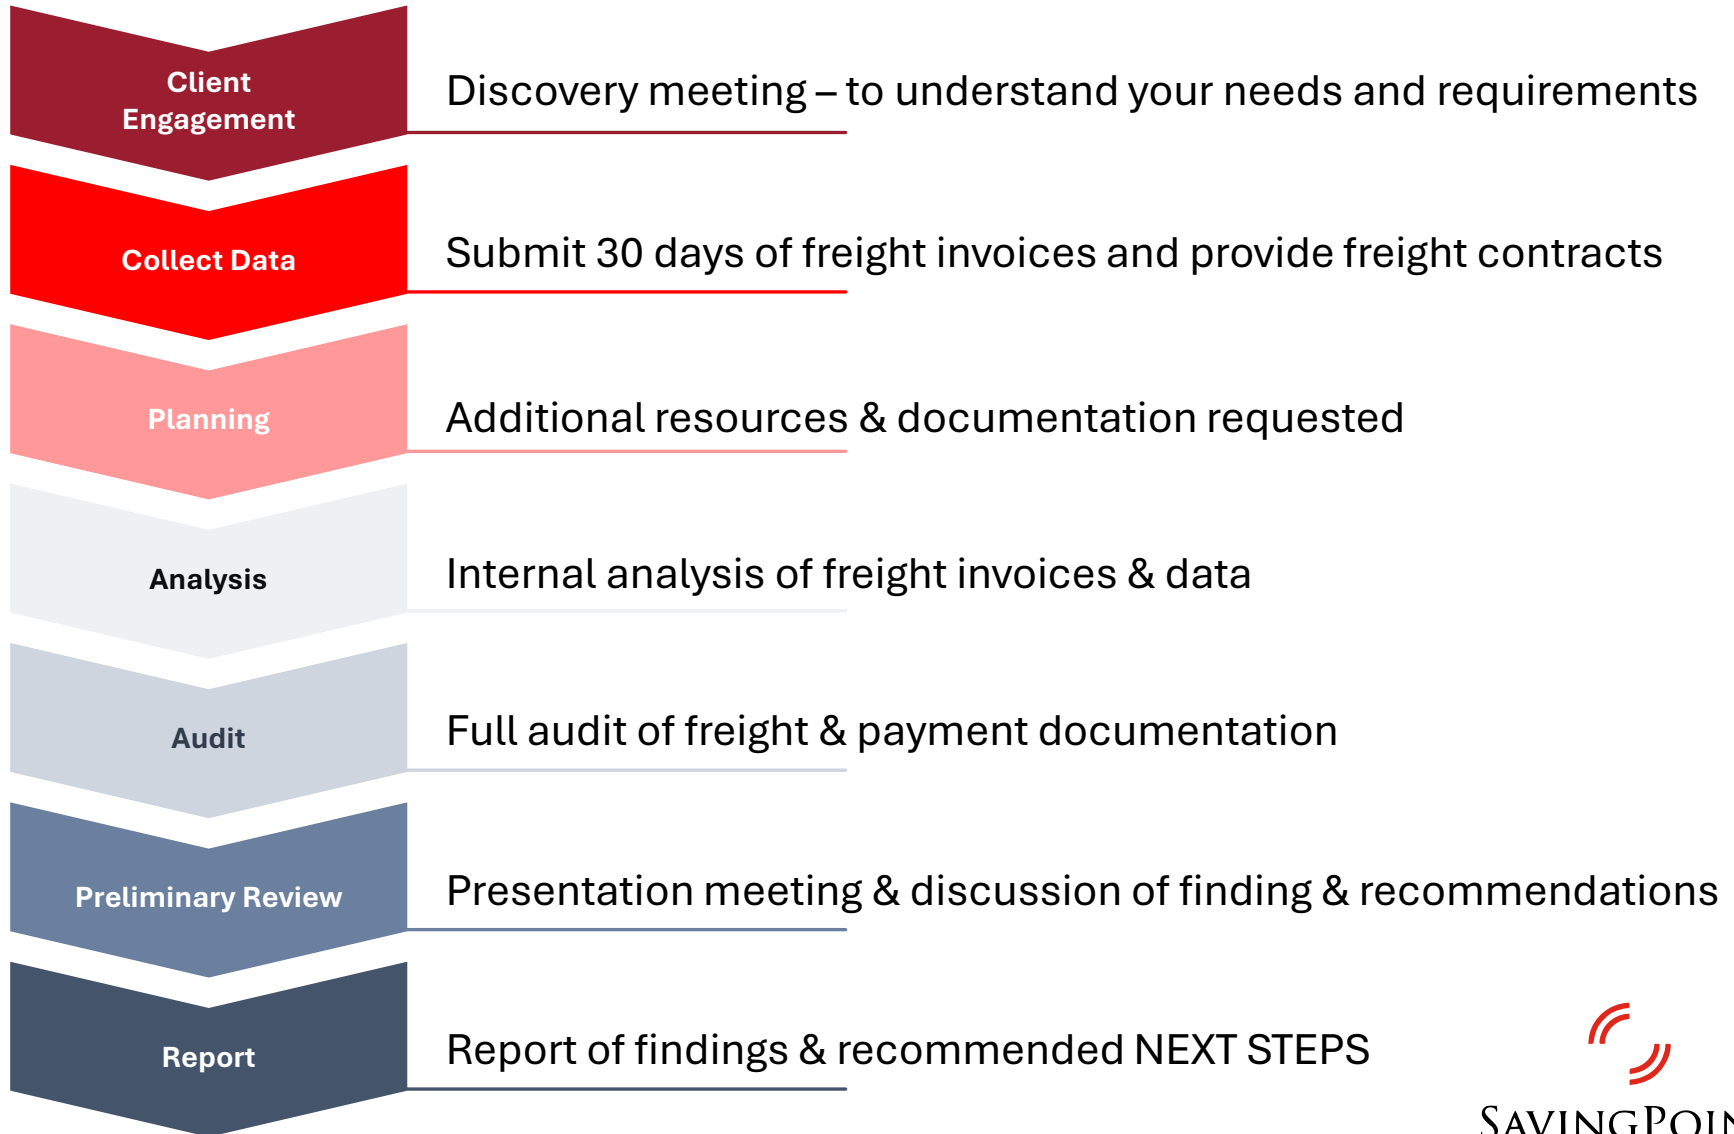 Client
Engagement
Discovery meeting – to understand your needs and requirements
Collect Data
Submit 30 days of freight invoices and provide freight contracts
Planning
Additional resources & documentation requested
Analysis
Internal analysis of freight invoices & data
Audit
Full audit of freight & payment documentation
Preliminary Review
Presentation meeting & discussion of finding & recommendations
Report
Report of findings & recommended NEXT STEPS